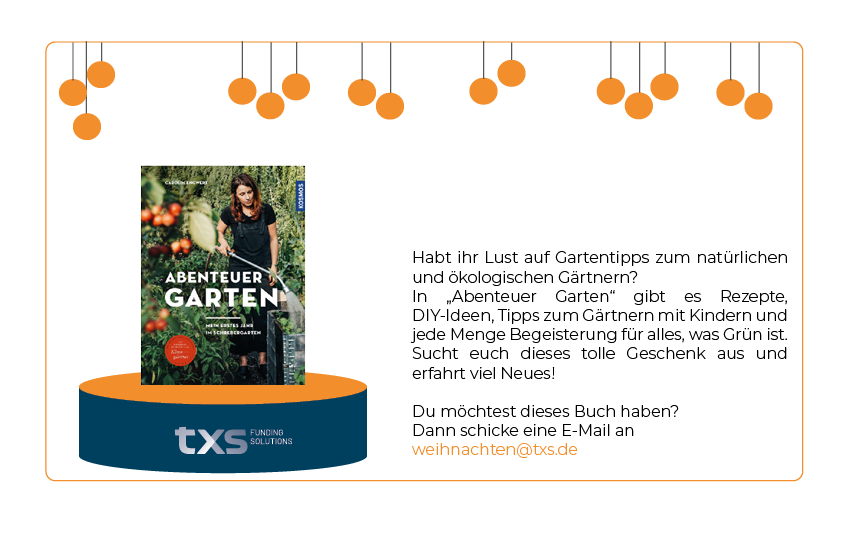 CAROLIN ENGWERT
KOSMOS
ABENTEUER
GARTEN
MEIN ERSTES JAHR
IM SCHREBERGARTEN
txs FUNDING
SOLUTIONS
Habt ihr Lust auf Gartentipps zum natürlichen
und ökologischen Gärtnern?
In „Abenteuer Garten“ gibt es Rezepte,
DIY-Ideen, Tipps zum Gärtnern mit Kindern und
jede Menge Begeisterung für alles, was Grün ist.
Sucht euch dieses tolle Geschenk aus und
erfahrt viel Neues!
Du möchtest dieses Buch haben?
Dann schicke eine E-Mail an
weihnachten@txs.de